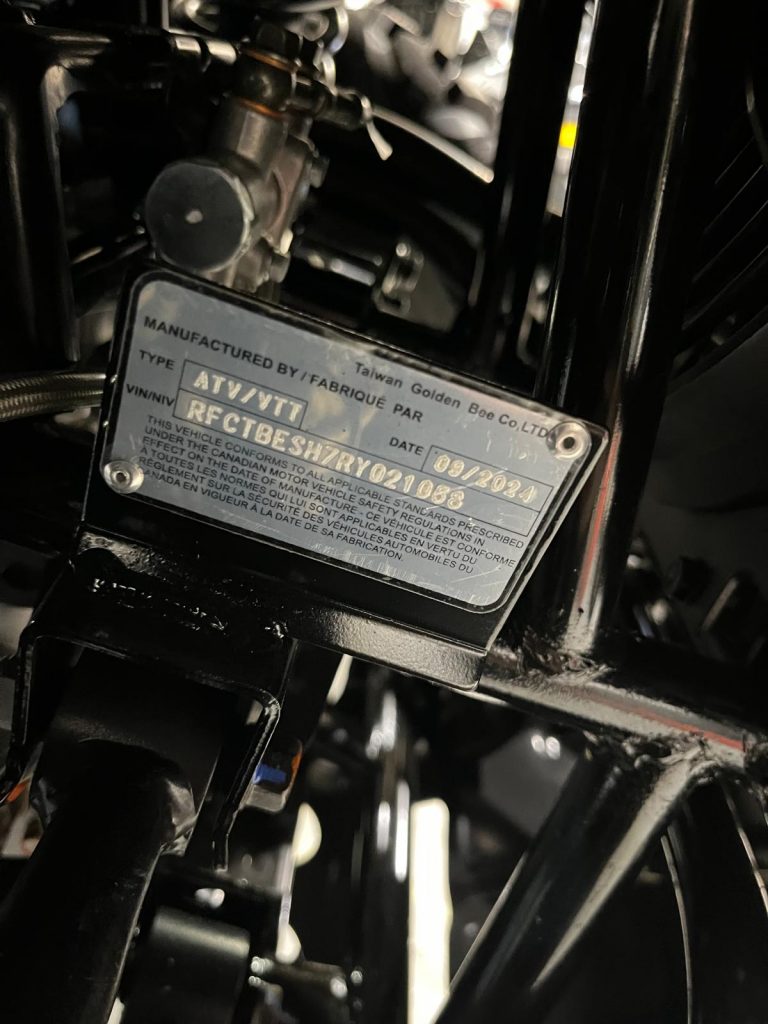 MANUFACTURED BY / FABRIQUÉ PAR Taiwan Golden Bee Co,LTD
TYPE ATV/VTT DATE 09/2024
VIN/NIV RFCTBESH7RY021058
THIS VEHICLE CONFORMS TO ALL APPLICABLE STANDARDS PRESCRIBED
UNDER THE CANADIAN MOTOR VEHICLE SAFETY REGULATIONS IN
EFFECT ON THE DATE OF MANUFACTURE - CE VÉHICULE EST CONFORME
À TOUTES LES NORMES QUI LUI SONT APPLICABLES EN VERTU DU
RÈGLEMENT SUR LA SÉCURITÉ DES VÉHICULES AUTOMOBILES DU
CANADA EN VIGUEUR À LA DATE DE SA FABRICATION.